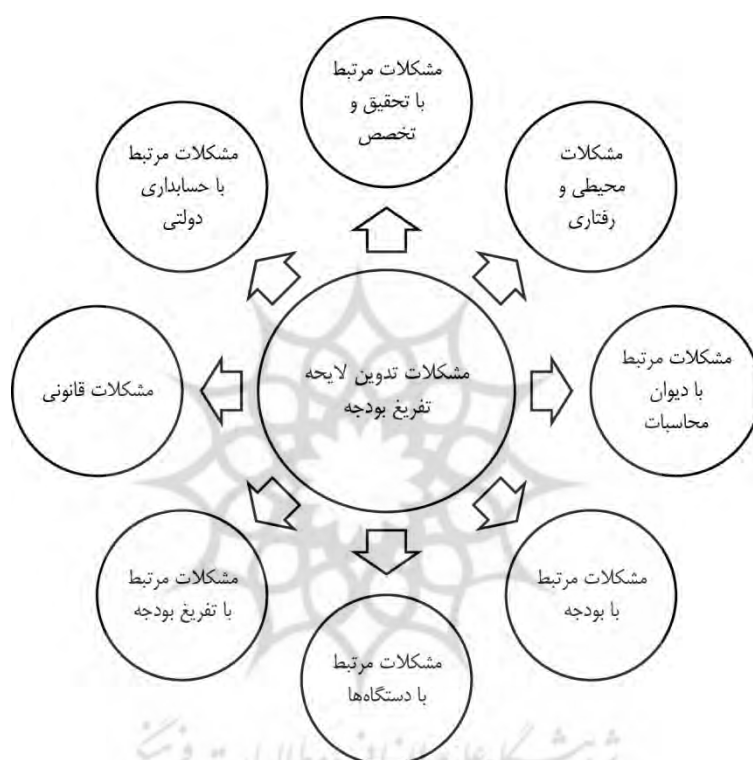 مشکلات مرتبط
با تحقیق و
تخصص
مشکلات
محیطی و
رفتاری
مشکلات مرتبط
با حسابداری
دولتی
مشکلات تدوین لایحه
تفریغ بودجه
مشکلات مرتبط
با دیوان
محاسبات
مشکلات قانونی
مشکلات مرتبط
با بودجه
مشکلات مرتبط
با تفریغ بودجه
مشکلات مرتبط
با دستگاه‌ها